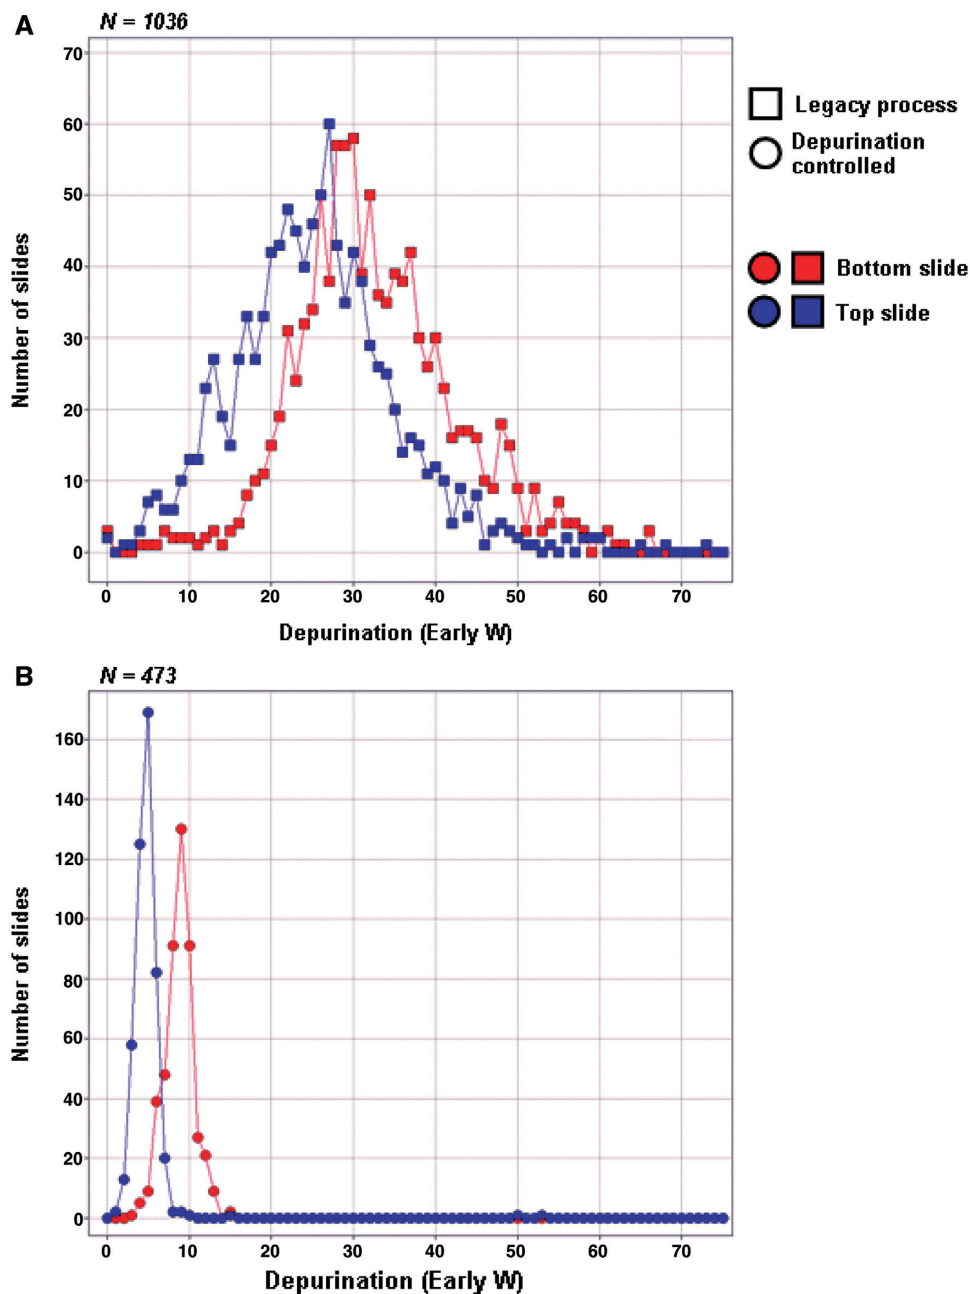 A
N = 1036
70
60
50
40
30
20
10
0
Number of slides
0 10 20 30 40 50 60 70
Depurination (Early W)
Legacy process
Depurination
controlled
Bottom slide
Top slide
B
N = 473
160
140
120
100
80
60
40
20
0
Number of slides
0 10 20 30 40 50 60 70
Depurination (Early W)